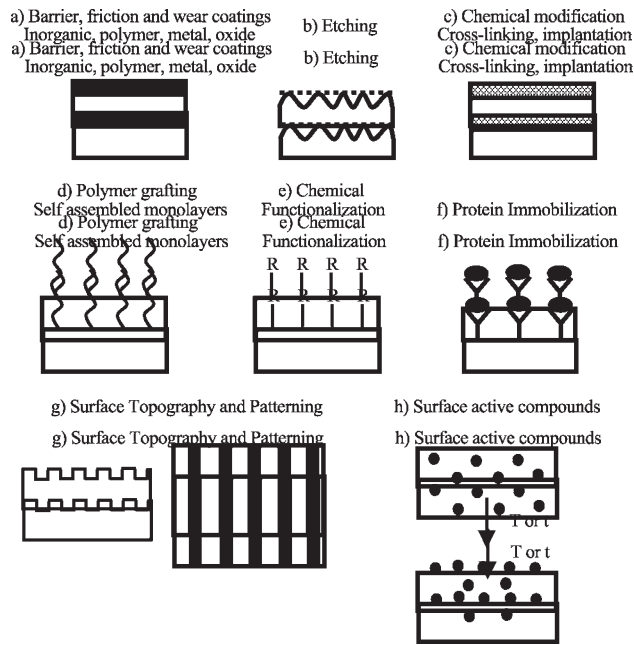 a) Barrier, friction and wear coatings
Inorganic, polymer, metal, oxide
a) Barrier, friction and wear coatings
Inorganic, polymer, metal, oxide
b) Etching
b) Etching
c) Chemical modification
Cross-linking, implantation
c) Chemical modification
Cross-linking, implantation
d) Polymer grafting
Self assembled monolayers
d) Polymer grafting
Self assembled monolayers
e) Chemical
Functionalization
e) Chemical
Functionalization
R R R R
R R R R
f) Protein Immobilization
f) Protein Immobilization
g) Surface Topography and Patterning
g) Surface Topography and Patterning
h) Surface active compounds
h) Surface active compounds
T or t
T or t